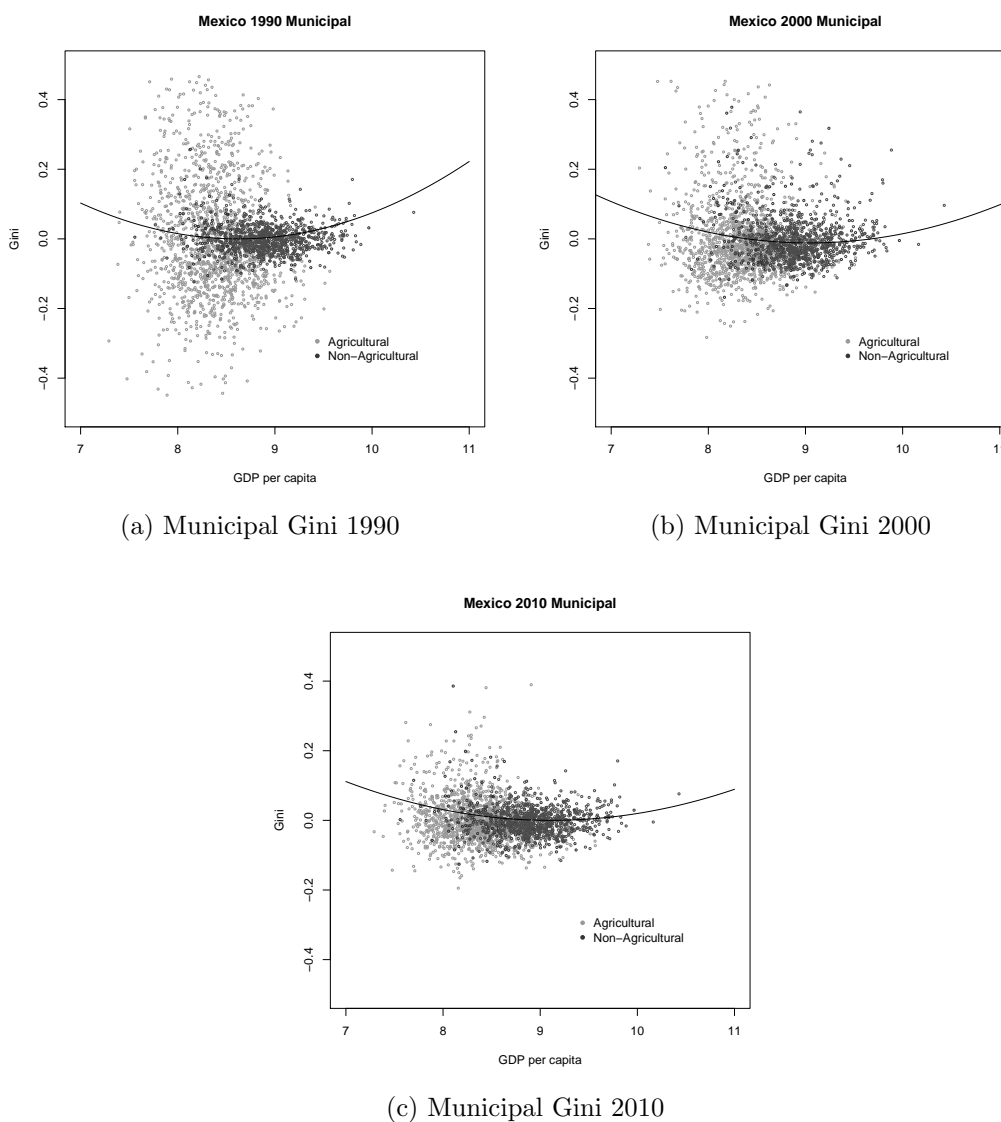 Mexico 1990 Municipal
Gini
0.4
0.2
0.0
−0.2
−0.4
Agricultural
Non−Agricultural
7 8 9 10 11
GDP per capita
(a) Municipal Gini 1990
Mexico 2000 Municipal
Gini
0.4
0.2
0.0
−0.2
−0.4
Agricultural
Non−Agricultural
7 8 9 10 11
GDP per capita
(b) Municipal Gini 2000
Mexico 2010 Municipal
Gini
0.4
0.2
0.0
−0.2
−0.4
Agricultural
Non−Agricultural
7 8 9 10 11
GDP per capita
(c) Municipal Gini 2010